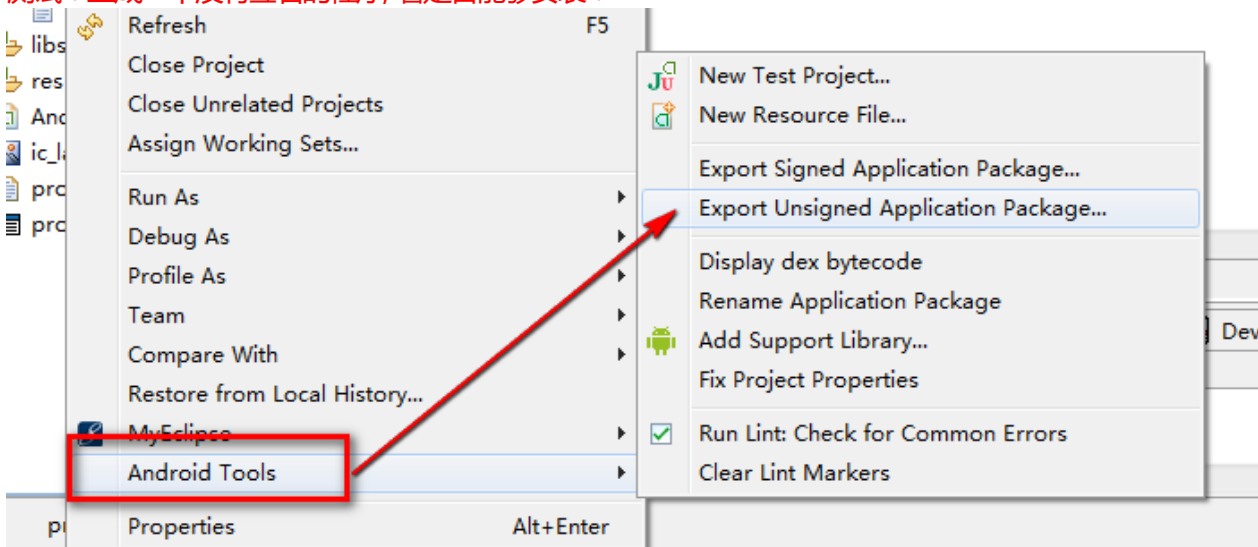 Refresh F5
libs
Close Project
res
Close Unrelated Projects
Assign Working Sets...
Run As
Debug As
Profile As
Team
Compare With
Restore from Local History...
MyEclipse
Android Tools
Properties Alt+Enter
New Test Project...
New Resource File...
Export Signed Application Package...
Export Unsigned Application Package...
Display dex bytecode
Rename Application Package
Add Support Library...
Fix Project Properties
Run Lint: Check for Common Errors
Clear Lint Markers